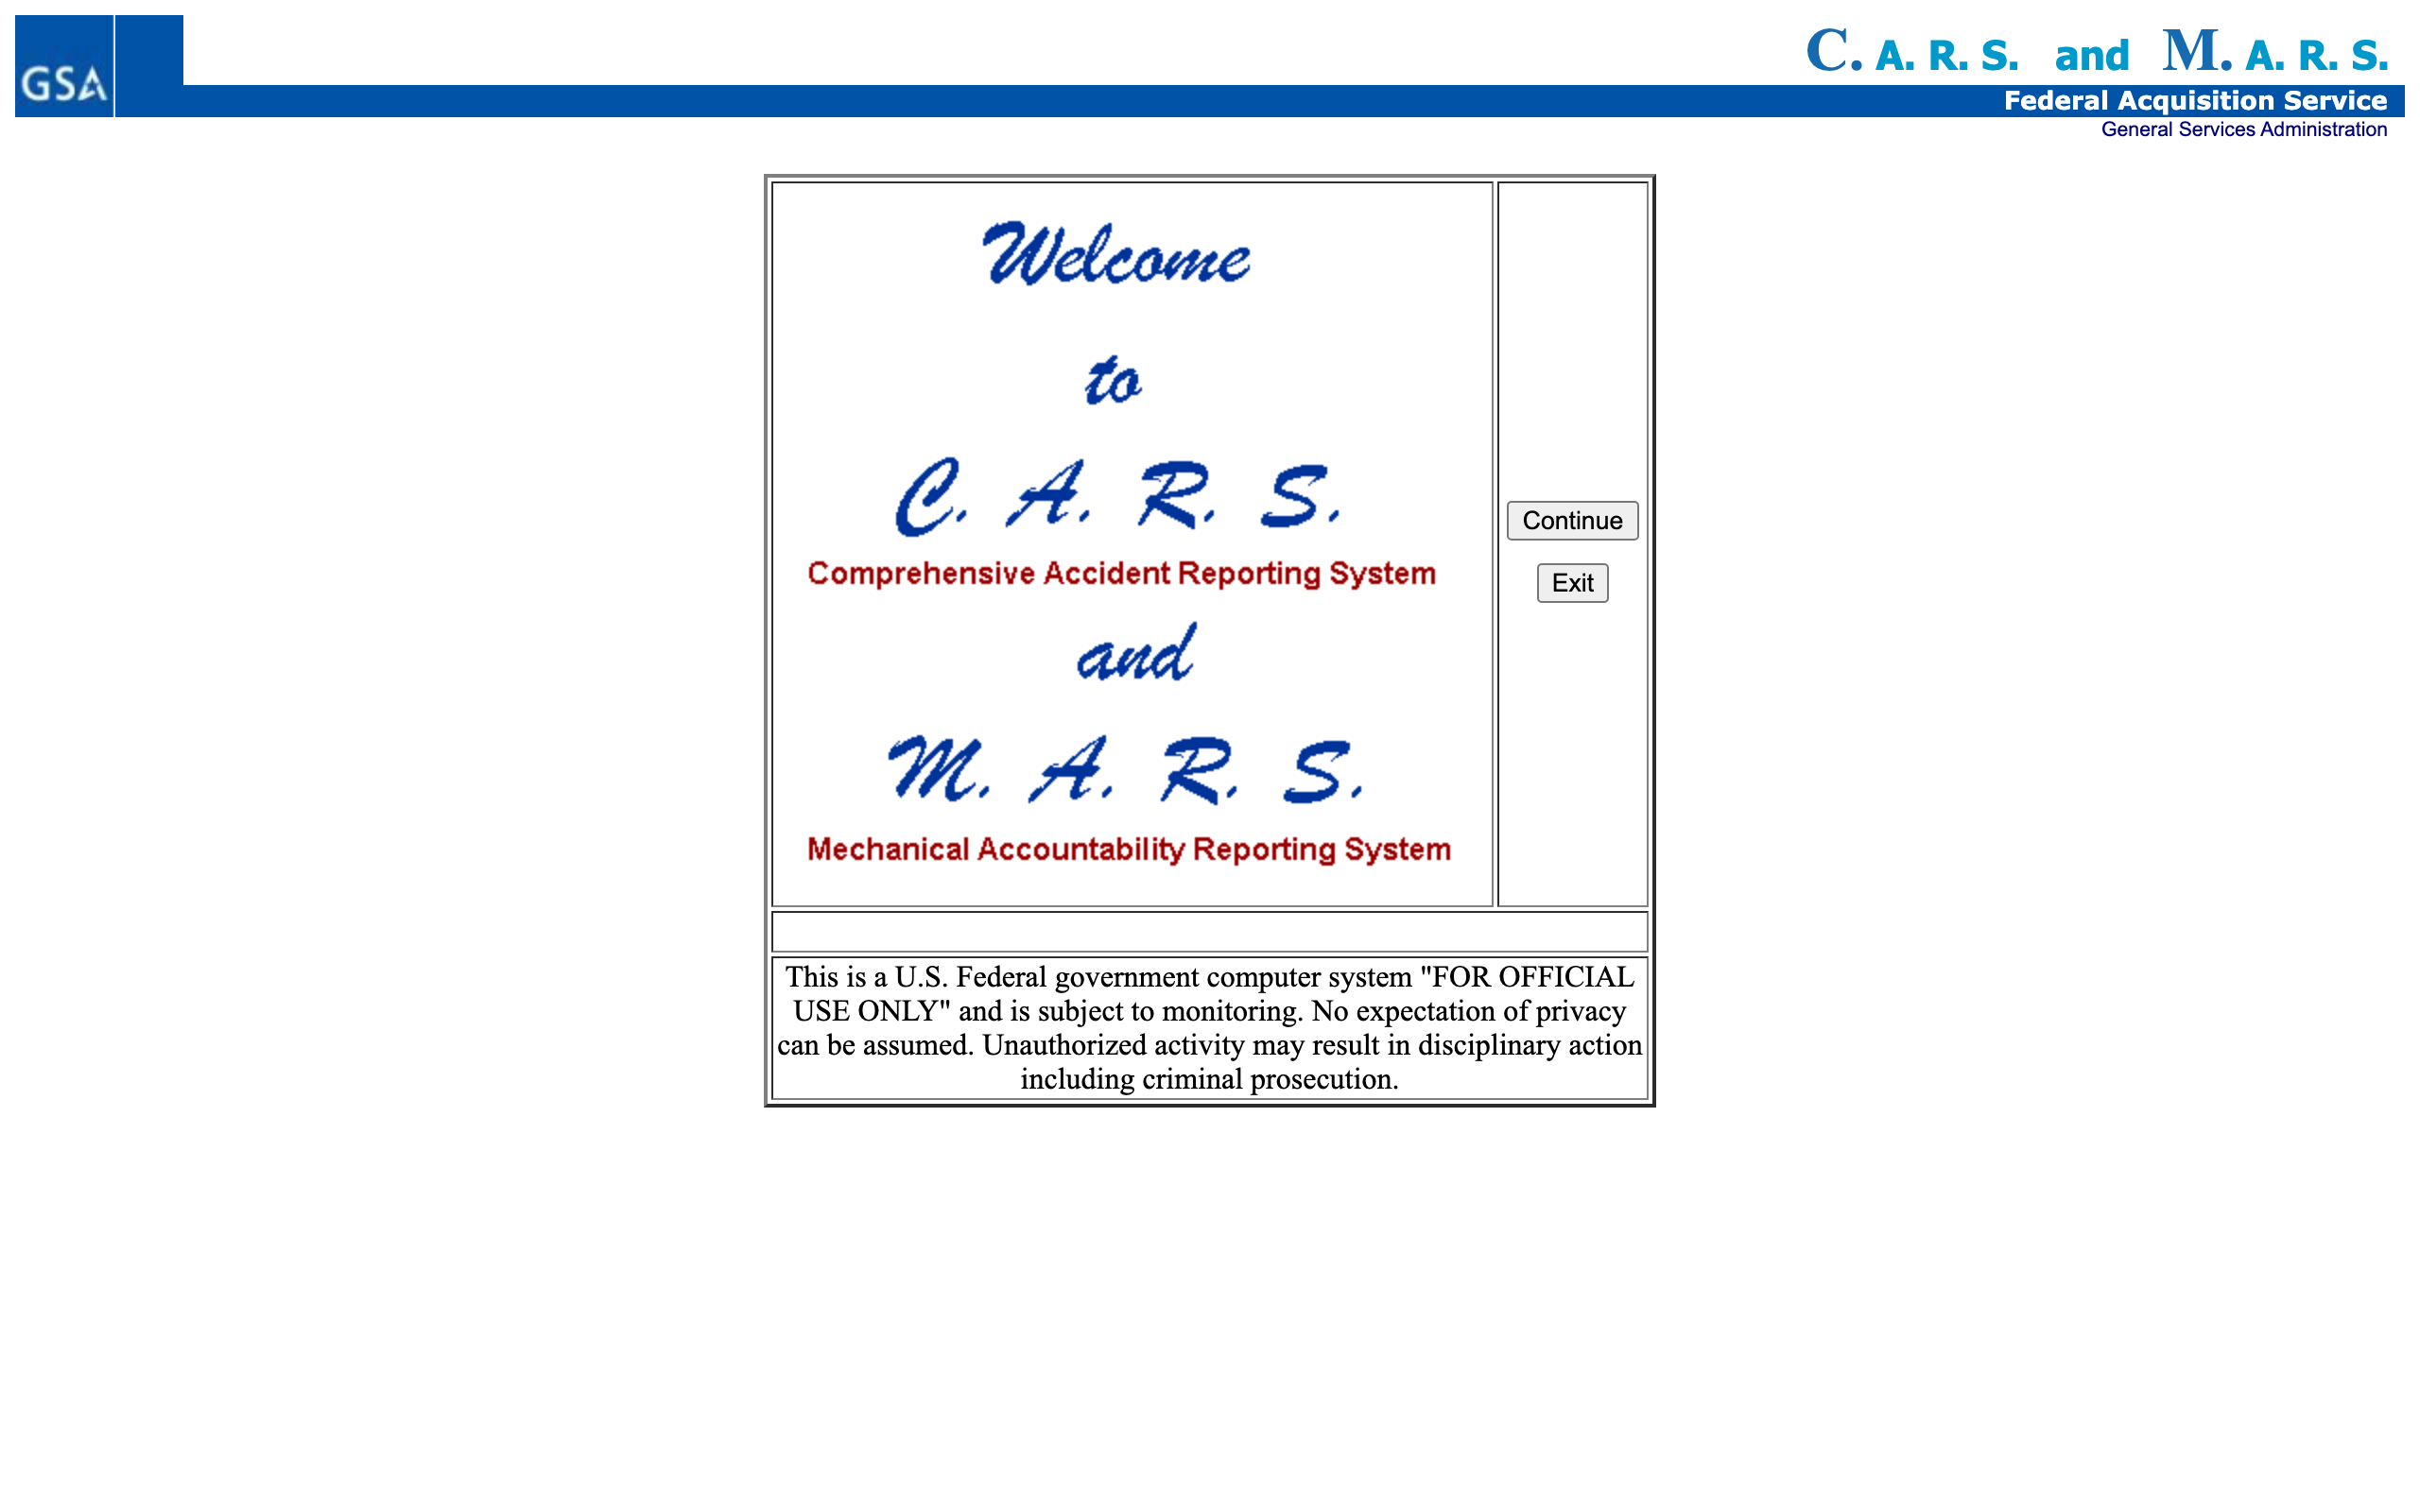 GSA
C. A. R. S. and M. A. R. S.
Federal Acquisition Service
General Services Administration
Welcome
to
C. A. R. S.
Comprehensive Accident Reporting System
and
M. A. R. S.
Mechanical Accountability Reporting System
Continue
Exit
This is a U.S. Federal government computer system "FOR OFFICIAL
USE ONLY" and is subject to monitoring. No expectation of privacy
can be assumed. Unauthorized activity may result in disciplinary action
including criminal prosecution.